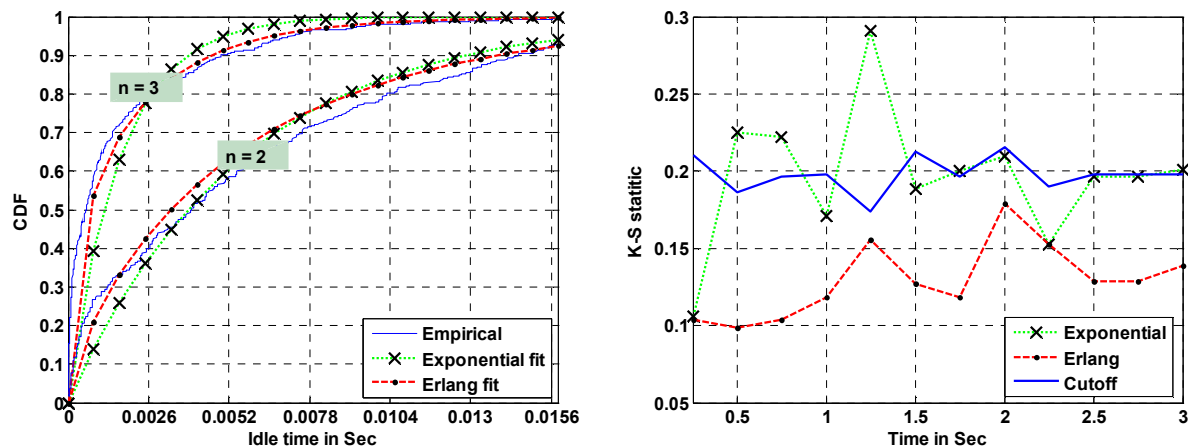 1
0.9
0.8
0.7
0.6
0.5
0.4
0.3
0.2
0.1
0
CDF
n = 3
n = 2
Empirical
Exponential fit
Erlang fit
0 0.0026 0.0052 0.0078 0.0104 0.013 0.0156
Idle time in Sec
0.3
0.25
0.2
0.15
0.1
0.05
K-S statitic
Exponential
Erlang
Cutoff
0.5 1 1.5 2 2.5 3
Time in Sec